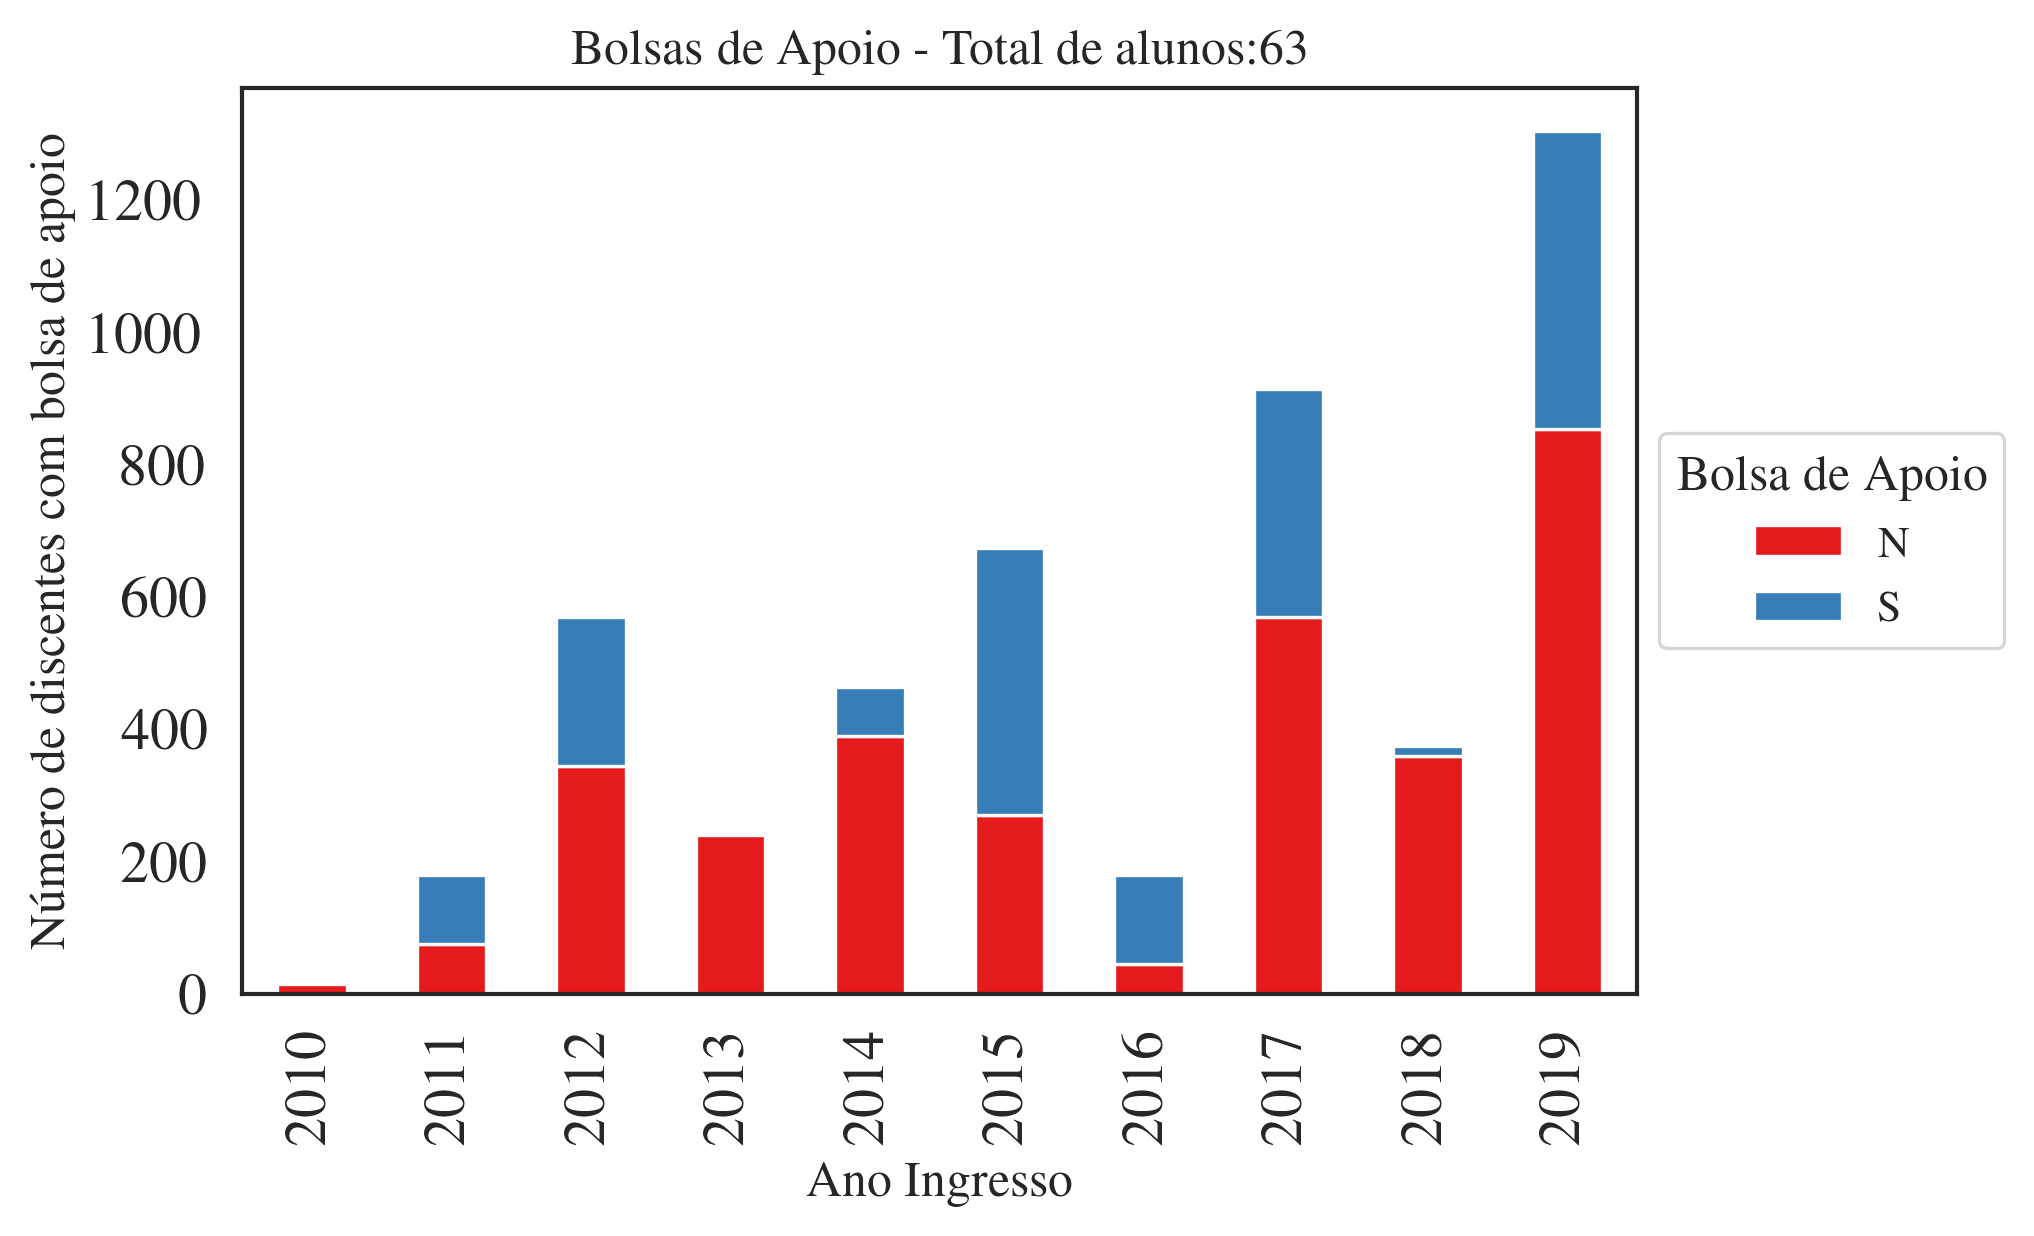 Bolsas de Apoio - Total de alunos:63
Número de discentes com bolsa de apoio
1200
1000
800
600
400
200
0
2010
2011
2012
2013
2014
2015
2016
2017
2018
2019
Ano Ingresso
Bolsa de Apoio
N
S